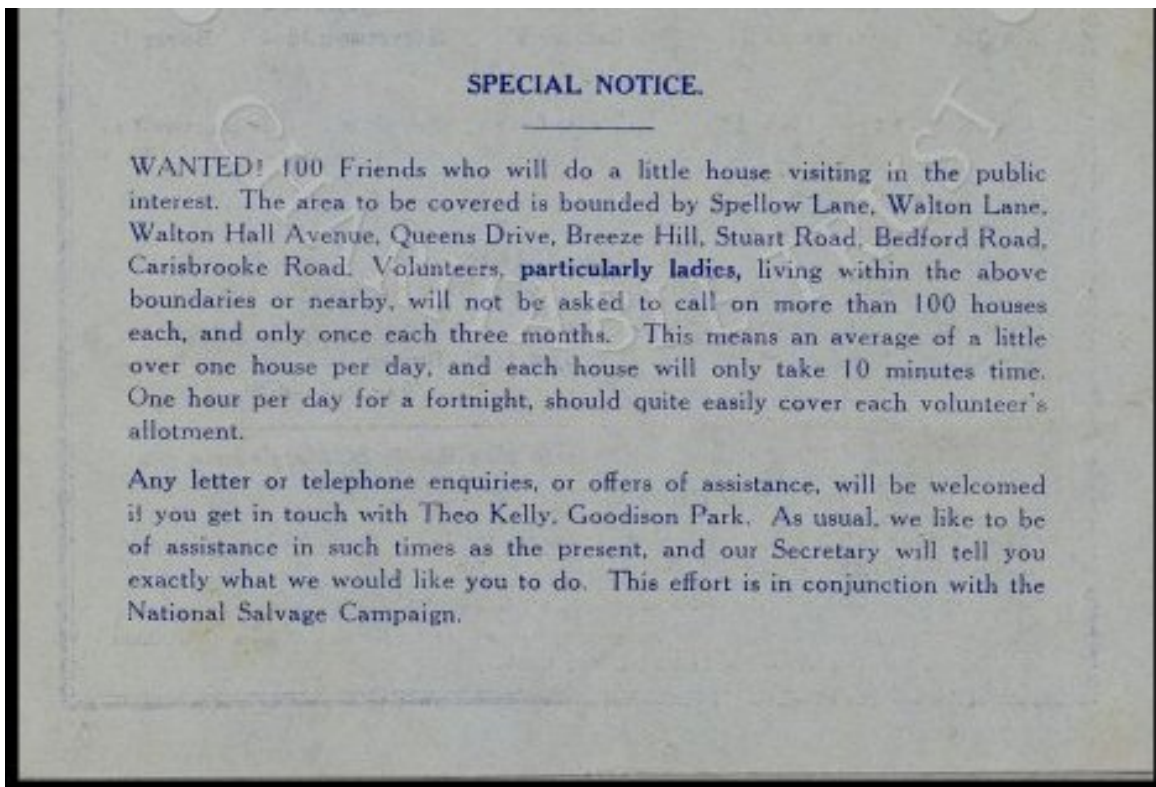 SPECIAL NOTICE.
WANTED! 100 Friends who will do a little house visiting in the public
interest. The area to be covered is bounded by Spellow Lane, Walton Lane,
Walton Hall Avenue, Queens Drive, Breeze Hill, Stuart Road, Bedford Road,
Carisbrooke Road. Volunteers, particularly ladies, living within the above
boundaries or nearby, will not be asked to call on more than 100 houses
each, and only once each three months. This means an average of a little
over one house per day, and each house will only take 10 minutes time.
One hour per day for a fortnight, should quite easily cover each volunteer's
allotment.
Any letter or telephone enquiries, or offers of assistance, will be welcomed
if you get in touch with Theo Kelly, Goodison Park. As usual, we like to be
of assistance in such times as the present, and our Secretary will tell you
exactly what we would like you to do. This effort is in conjunction with the
National Salvage Campaign.